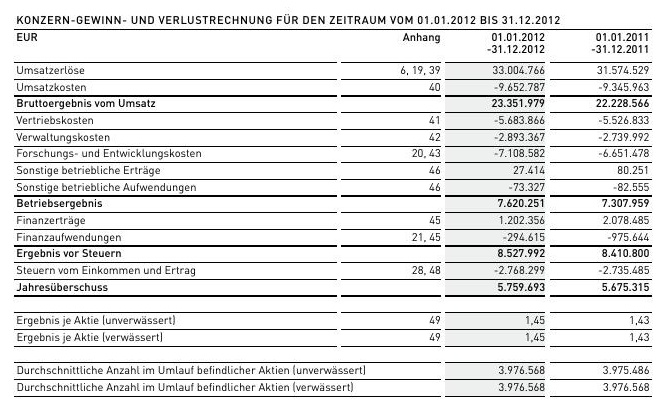 KONZERN-GEWINN- UND VERLUSTRECHNUNG FÜR DEN ZEITRAUM VOM 01.01.2012 BIS 31.12.2012
EUR Anhang 01.01.2012 01.01.2011
-31.12.2012 -31.12.2011
Umsatzerlöse 6, 19, 39 33.004.766 31.574.529
Umsatzkosten 40 -9.652.787 -9.345.963
Bruttoergebnis vom Umsatz 23.351.979 22.228.566
Vertriebskosten 41 -5.683.866 -5.526.833
Verwaltungskosten 42 -2.893.367 -2.739.992
Forschungs- und Entwicklungskosten 20, 43 -7.108.582 -6.651.478
Sonstige betriebliche Erträge 46 27.414 80.251
Sonstige betriebliche Aufwendungen 46 -73.327 -82.555
Betriebsergebnis 7.620.251 7.307.959
Finanzerträge 45 1.202.356 2.078.485
Finanzaufwendungen 21, 45 -294.615 -975.644
Ergebnis vor Steuern 8.527.992 8.410.800
Steuern vom Einkommen und Ertrag 28, 48 -2.768.299 -2.735.485
Jahresüberschuss 5.759.693 5.675.315
Ergebnis je Aktie (unverwässert) 49 1,45 1,43
Ergebnis je Aktie (verwässert) 49 1,45 1,43
Durchschnittliche Anzahl im Umlauf befindlicher Aktien (unverwässert) 3.976.568 3.975.486
Durchschnittliche Anzahl im Umlauf befindlicher Aktien (verwässert) 3.976.568 3.976.568